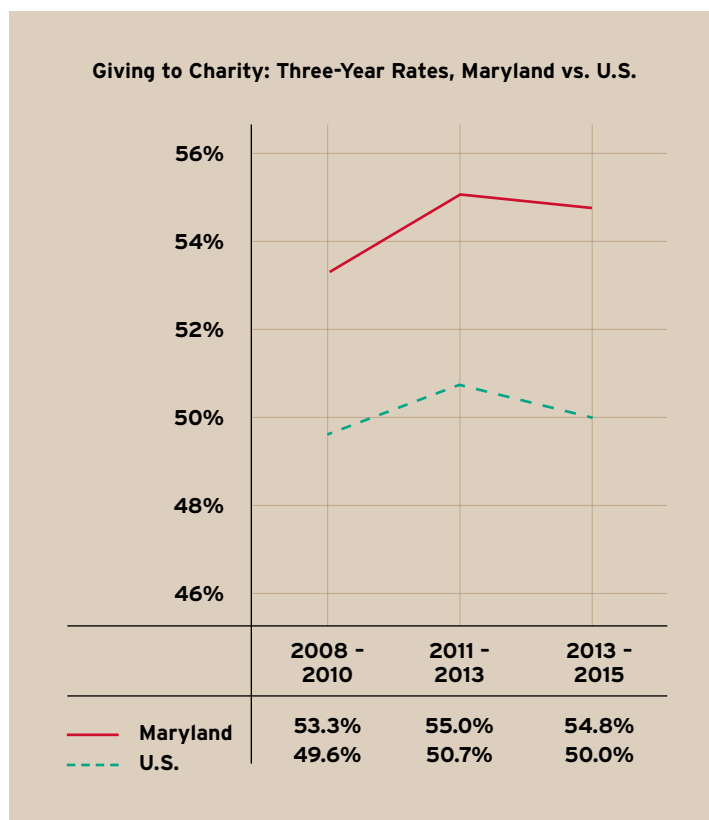 Giving to Charity: Three-Year Rates, Maryland vs. U.S.
56%
54%
52%
50%
48%
46%
2008 – 2010
2011 – 2013
2013 – 2015
Maryland 53.3% 55.0% 54.8%
U.S. 49.6% 50.7% 50.0%